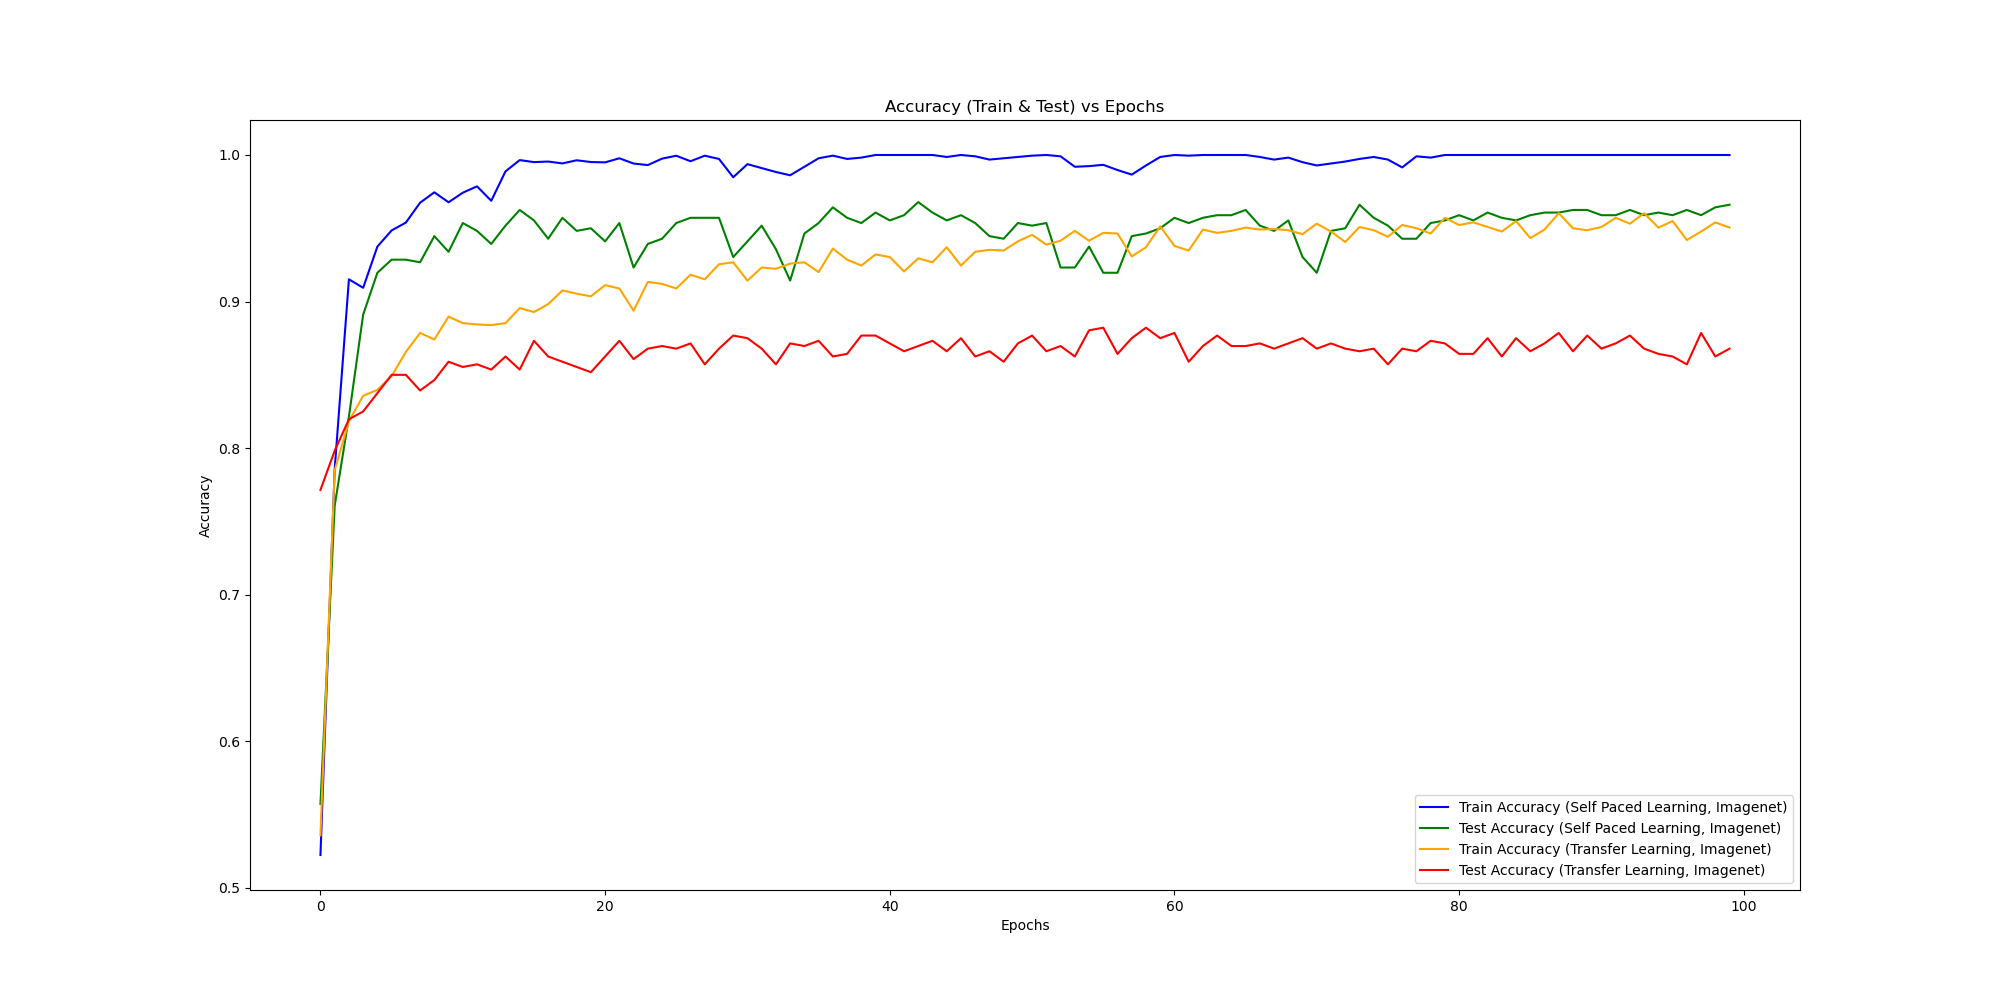 Accuracy (Train & Test) vs Epochs
1.0
0.9
0.8
0.7
0.6
0.5
Accuracy
0 20 40 60 80 100
Epochs
Train Accuracy (Self Paced Learning, Imagenet)
Test Accuracy (Self Paced Learning, Imagenet)
Train Accuracy (Transfer Learning, Imagenet)
Test Accuracy (Transfer Learning, Imagenet)